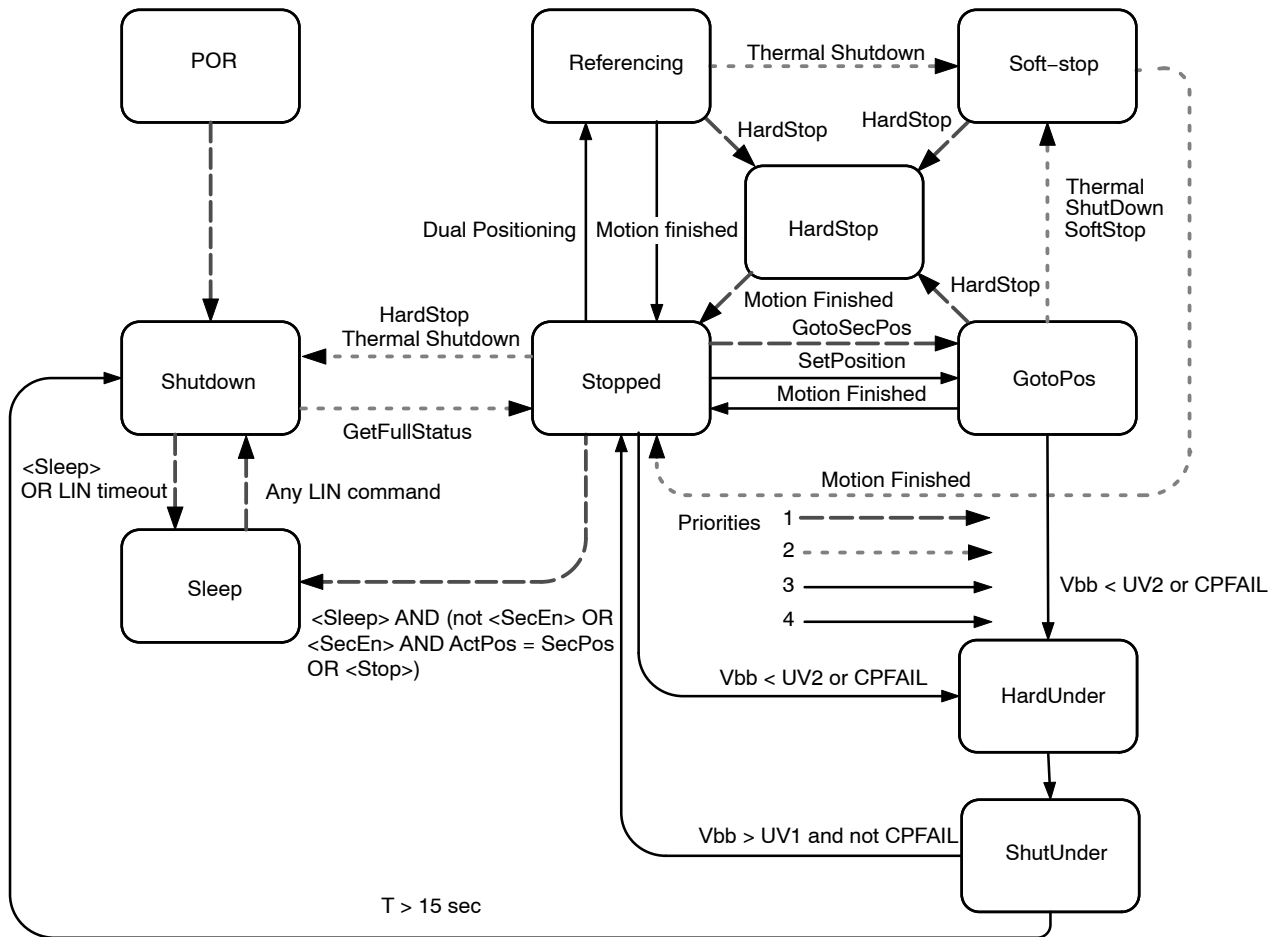 POR
Referencing
Thermal Shutdown
Soft−stop
HardStop
HardStop
Thermal
ShutDown
SoftStop
Dual Positioning
Motion finished
HardStop
HardStop
Motion Finished
HardStop
Thermal Shutdown
GotoSecPos
SetPosition
Motion Finished
Shutdown
Stopped
GotoPos
GetFullStatus
<Sleep>
OR LIN timeout
Any LIN command
Motion Finished
Priorities
1
2
3
4
Sleep
Vbb < UV2 or CPFAIL
<Sleep> AND (not <SecEn> OR
<SecEn> AND ActPos = SecPos
OR <Stop>)
Vbb < UV2 or CPFAIL
HardUnder
Vbb > UV1 and not CPFAIL
ShutUnder
T > 15 sec